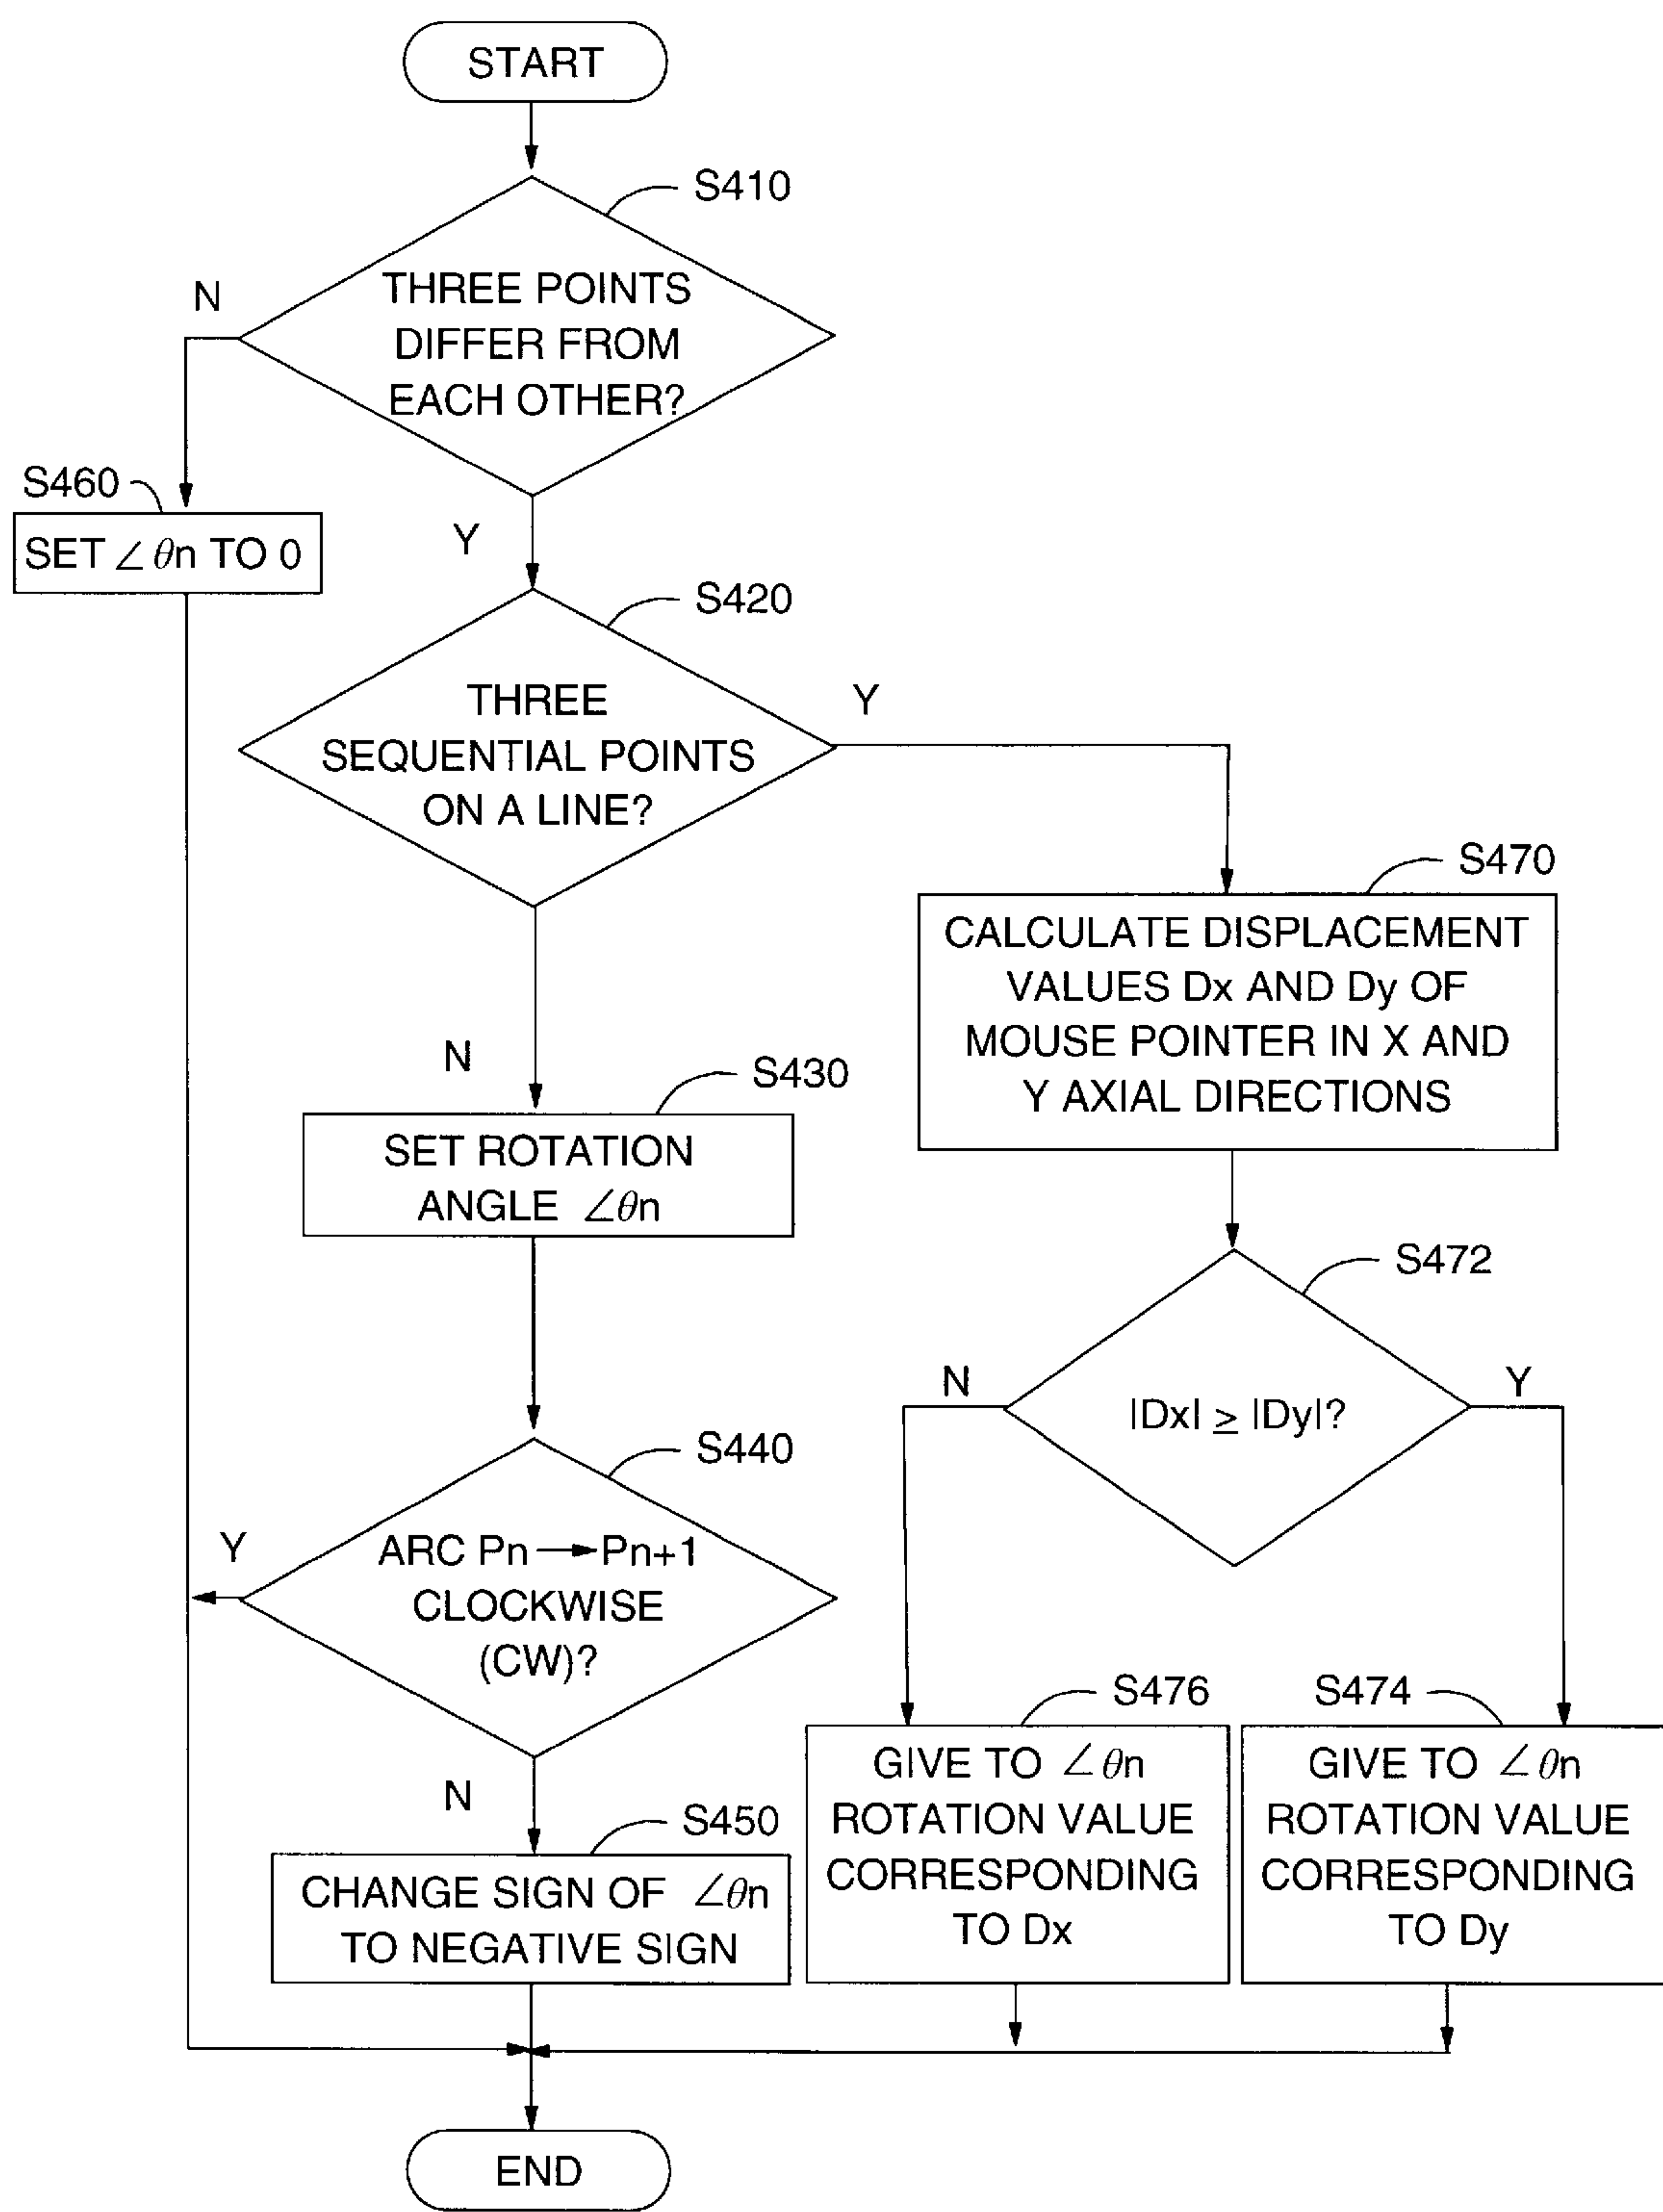 START
S410
THREE POINTS
DIFFER FROM
EACH OTHER?
N
Y
S460
SET ∠θn TO 0
S420
THREE
SEQUENTIAL POINTS
ON A LINE?
Y
N
S430
SET ROTATION
ANGLE ∠θn
S470
CALCULATE DISPLACEMENT
VALUES Dx AND Dy OF
MOUSE POINTER IN X AND
Y AXIAL DIRECTIONS
S472
|Dx| ≥ |Dy|?
N
Y
S440
ARC Pn → Pn+1
CLOCKWISE
(CW)?
Y
N
S450
CHANGE SIGN OF ∠θn
TO NEGATIVE SIGN
S476
GIVE TO ∠θn
ROTATION VALUE
CORRESPONDING
TO Dx
S474
GIVE TO ∠θn
ROTATION VALUE
CORRESPONDING
TO Dy
END